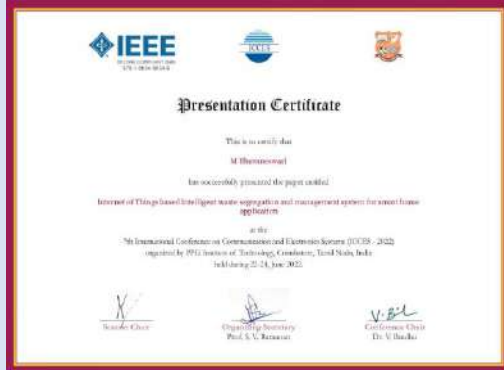 IEEE
ICCES
Presentation Certificate
This is to certify that
M Bhuvaneswari
has successfully presented the paper entitled
Internet of Things based Intelligent waste segregation and management system for smart home
application
at the
7th International Conference on Communication and Electronics Systems (ICCES - 2022)
organized by PPG Institute of Technology, Coimbatore, Tamil Nadu, India
held during 22-24, June 2022.
Session Chair
Organizing Secretary
Prof. S. V.
Conference Chair
Dr. V. Bindhu